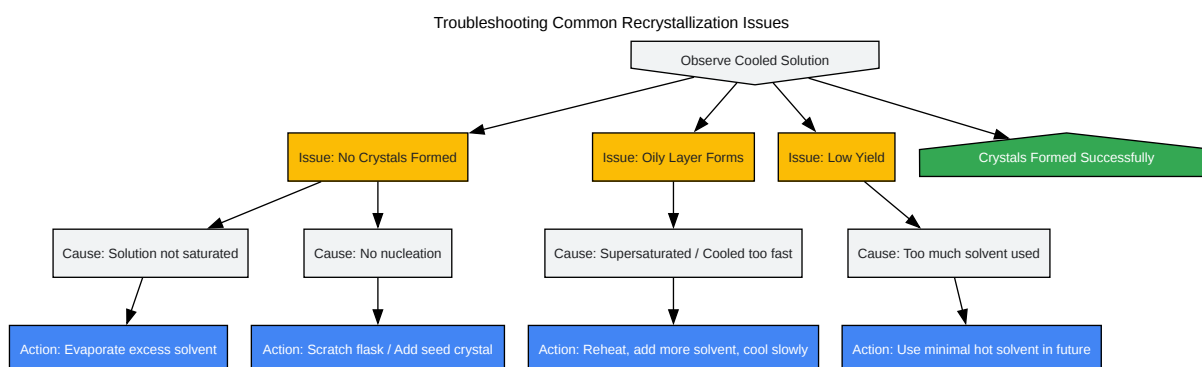 Troubleshooting Common Recrystallization Issues
Observe Cooled Solution
Issue: No Crystals Formed
Issue: Oily Layer Forms
Issue: Low Yield
Crystals Formed Successfully
Cause: Solution not saturated
Cause: No nucleation
Cause: Supersaturated / Cooled too fast
Cause: Too much solvent used
Action: Evaporate excess solvent
Action: Scratch flask / Add seed crystal
Action: Reheat, add more solvent, cool slowly
Action: Use minimal hot solvent in future